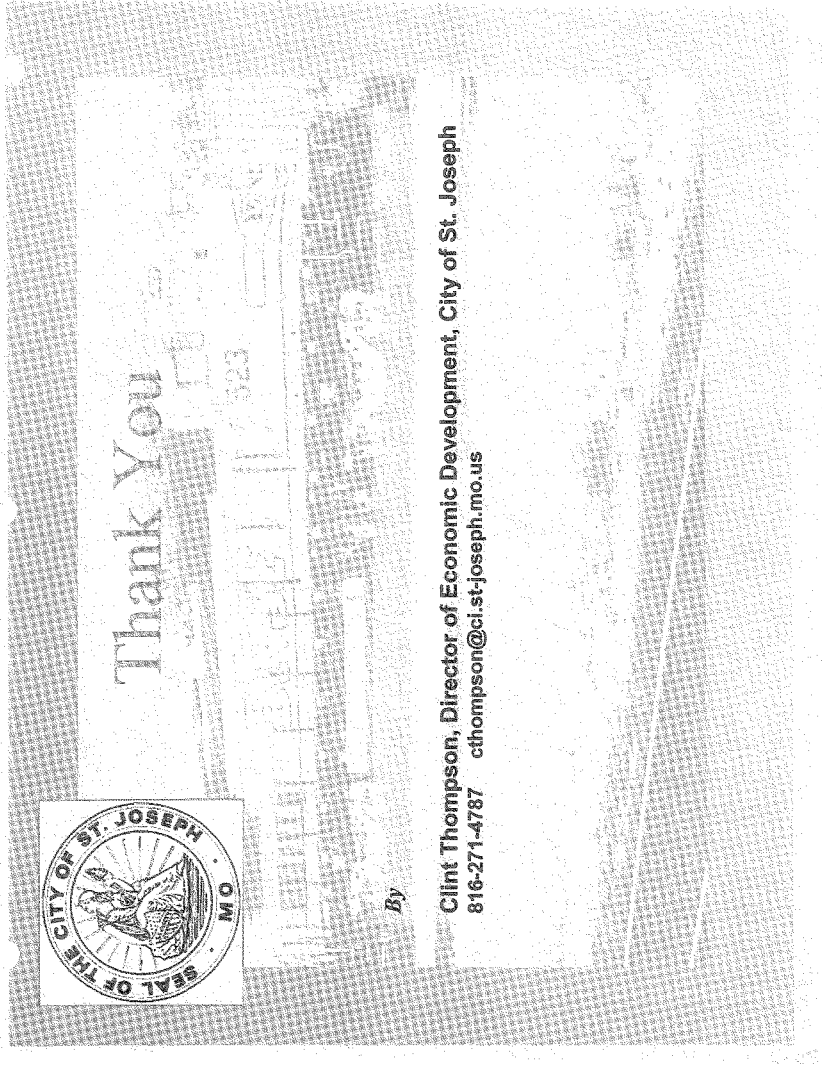 SEAL OF THE CITY OF ST. JOSEPH · MO ·
Thank You
323
By
Clint Thompson, Director of Economic Development, City of St. Joseph
816-271-4787 cthompson@ci.st-joseph.mo.us